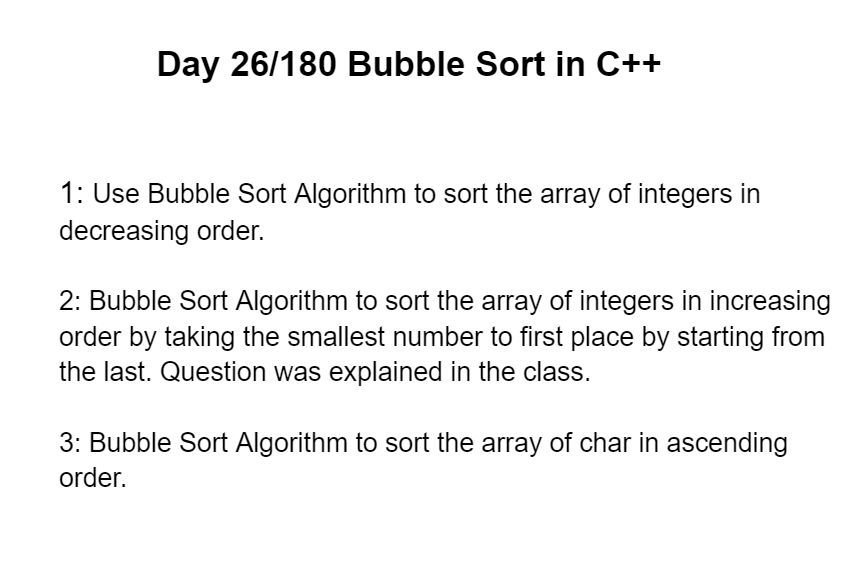 Day 26/180 Bubble Sort in C++
1: Use Bubble Sort Algorithm to sort the array of integers in
decreasing order.
2: Bubble Sort Algorithm to sort the array of integers in increasing
order by taking the smallest number to first place by starting from
the last. Question was explained in the class.
3: Bubble Sort Algorithm to sort the array of char in ascending
order.